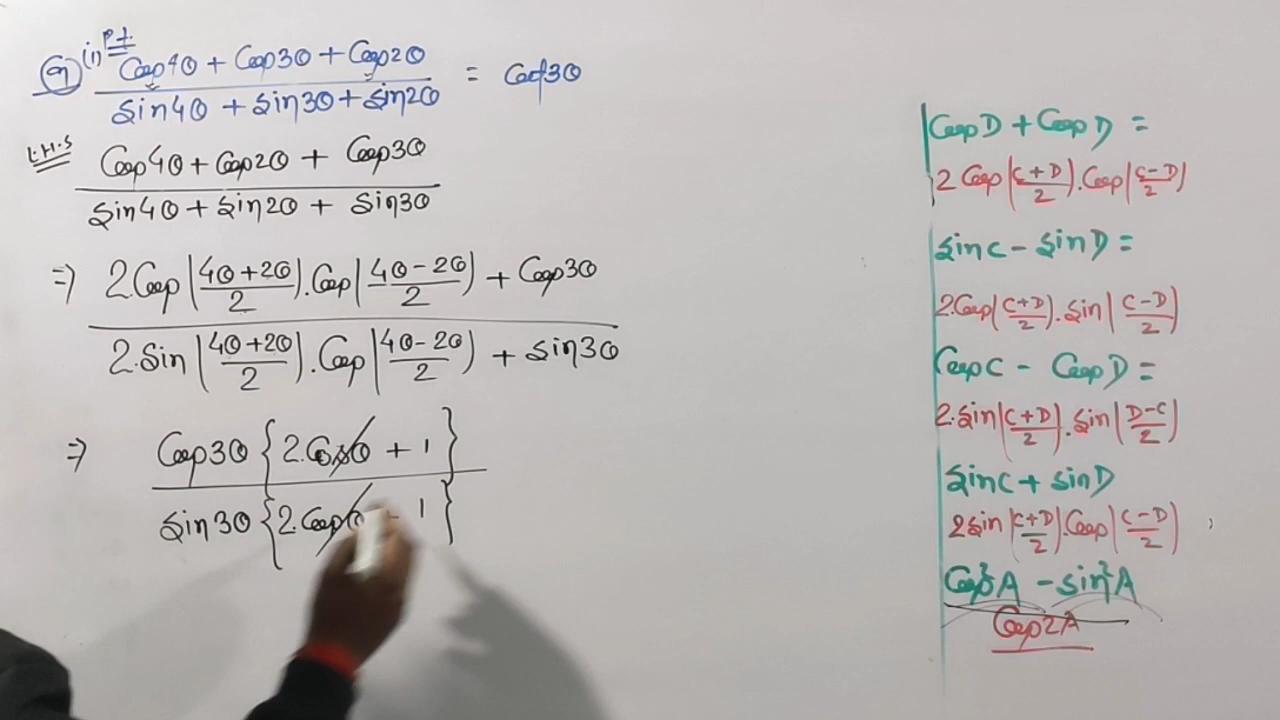 Q) (i) P.t. Cos4θ + Cos3θ + Cos2θ / Sin4θ + Sin3θ + Sin2θ = Cot3θ
L.H.S Cos4θ + Cos2θ + Cos3θ / Sin4θ + Sin2θ + Sin3θ
⇒ 2.Cos(4θ+2θ/2).Cos(4θ-2θ/2) + Cos3θ / 2.Sin(4θ+2θ/2).Cos(4θ-2θ/2) + Sin3θ
⇒ Cos3θ {2.Cosθ + 1} / Sin3θ {2.Cosθ + 1}
CosD + CosD =
2 Cos(C+D/2).Cos(C-D/2)
SinC - SinD =
2.Cos(C+D/2).Sin(C-D/2)
CosC - CosD =
2.Sin(C+D/2).Sin(D-C/2)
SinC + SinD
2Sin(C+D/2).Cos(C-D/2)
Cos²A - Sin²A
Cos2A